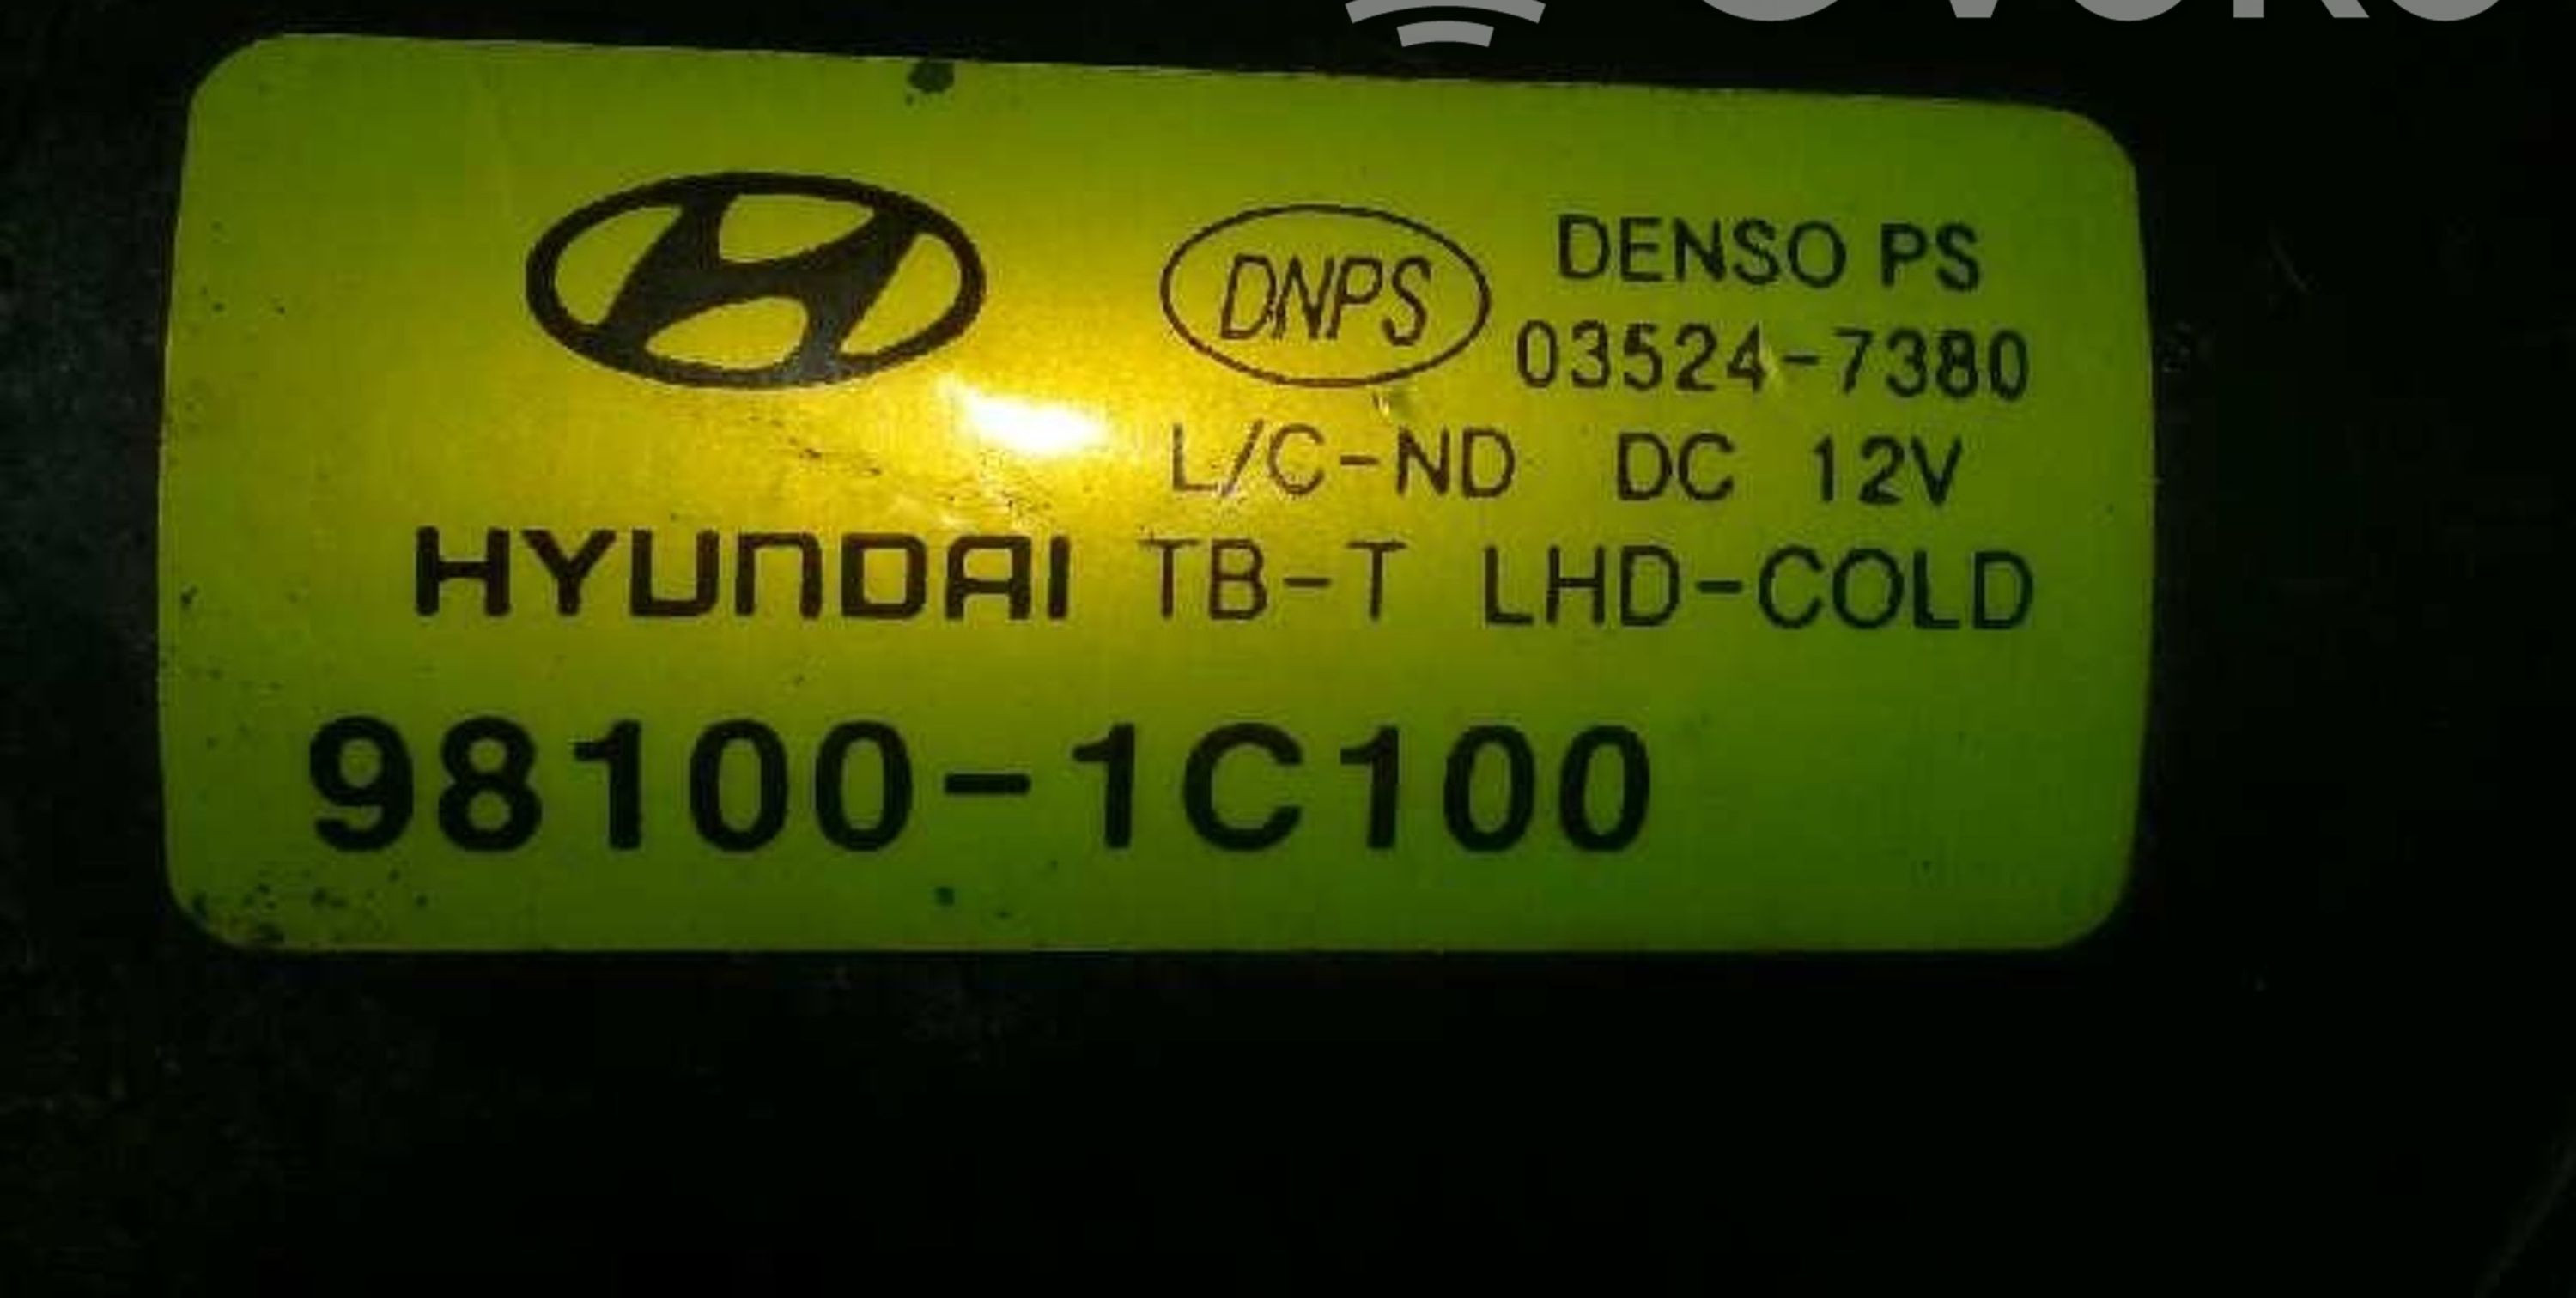 DNPS DENSO PS
03524-7380
L/C-ND DC 12V
HYUNDAI TB-T LHD-COLD
98100-1C100